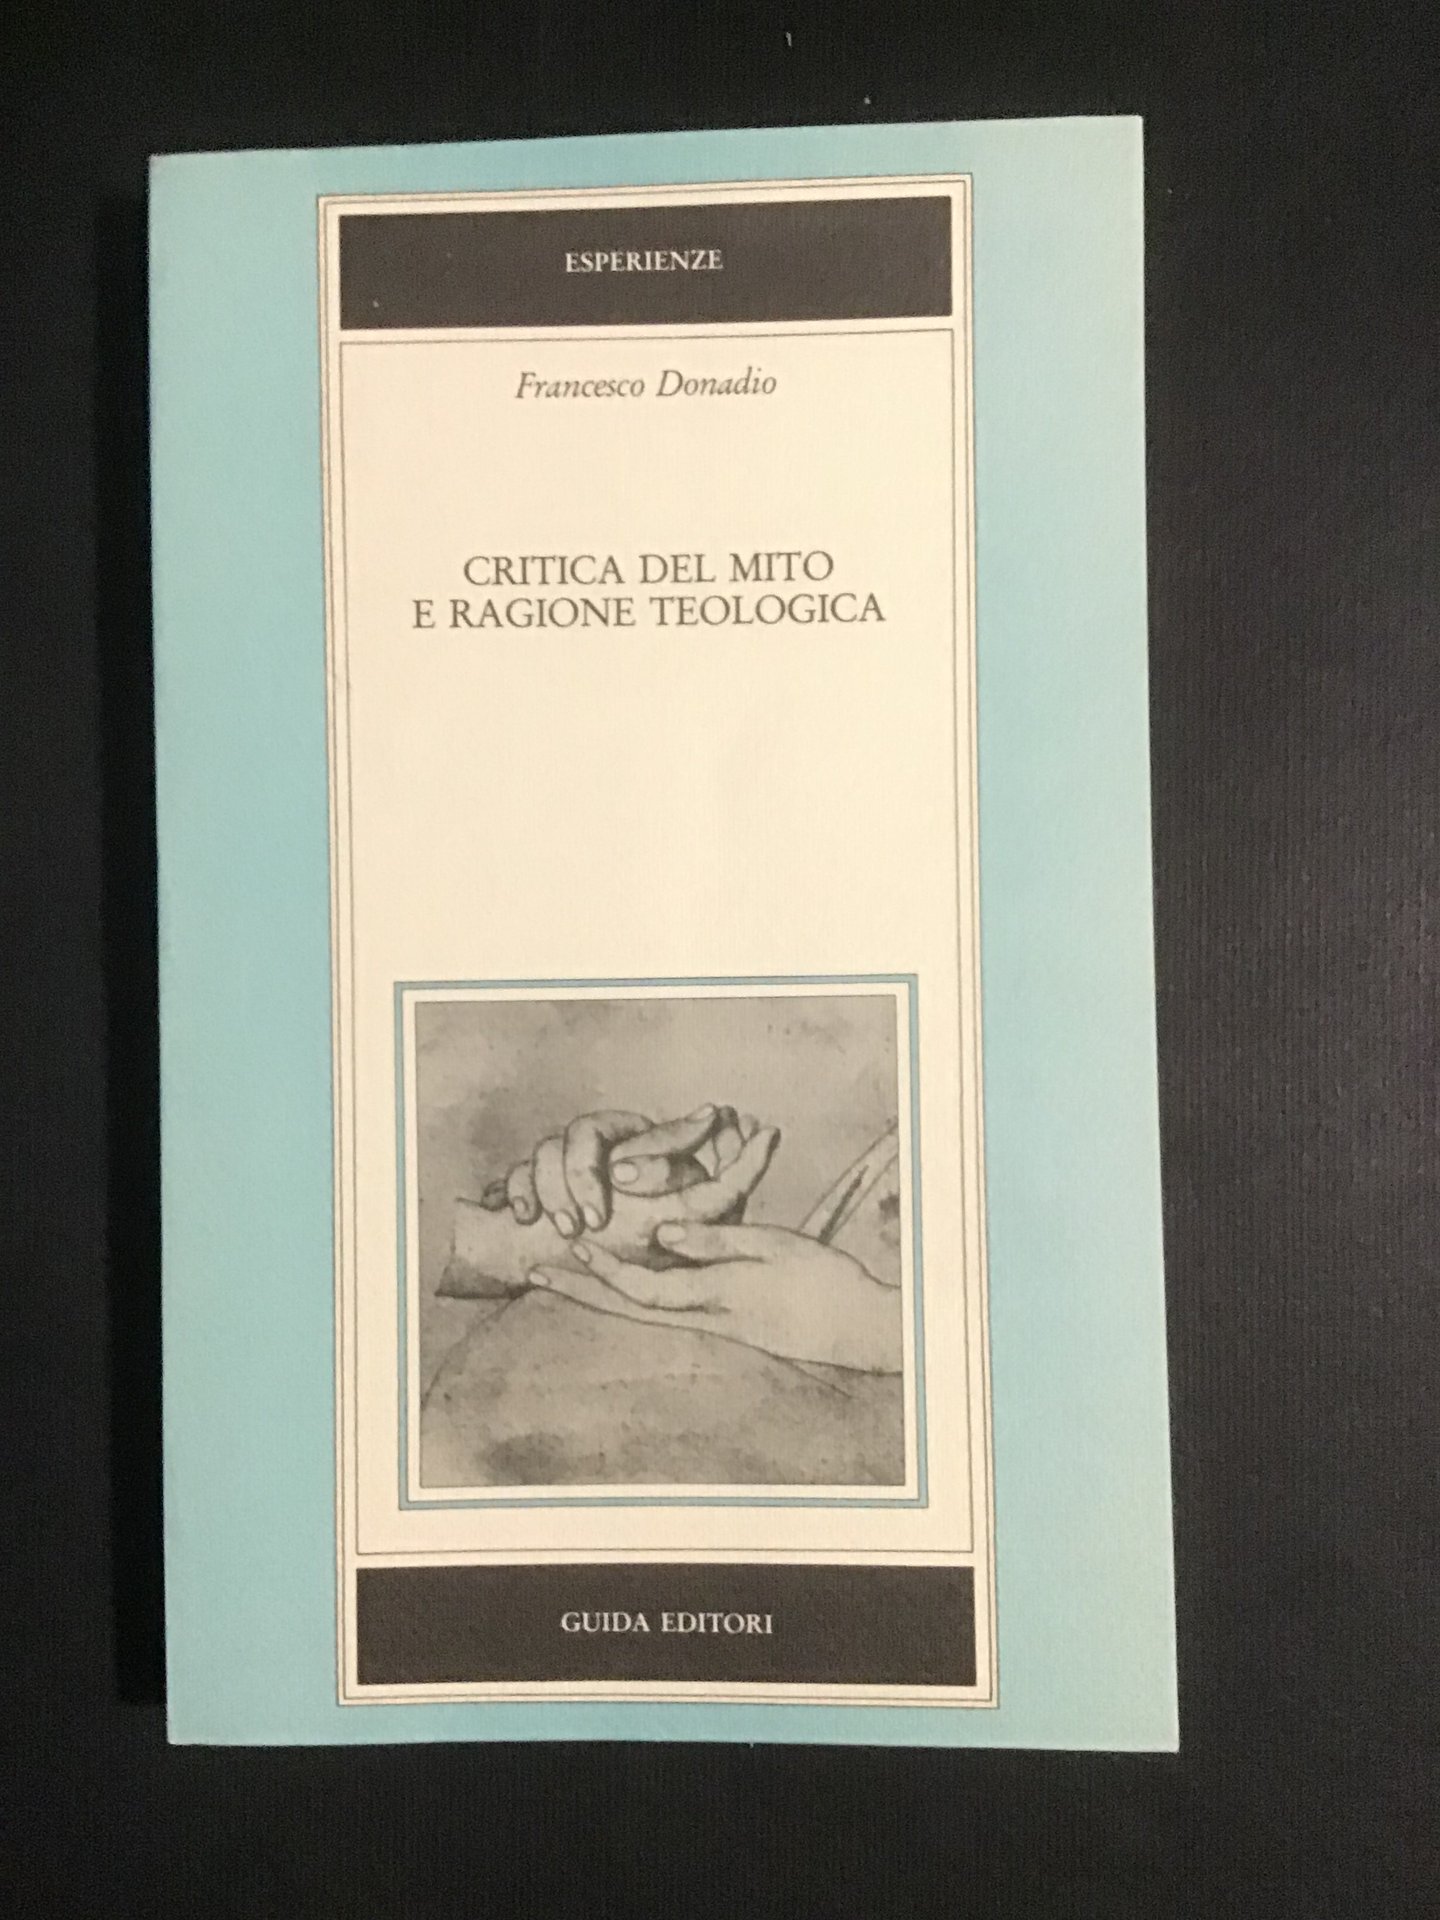 ESPERIENZE
Francesco Donadio
CRITICA DEL MITO
E RAGIONE TEOLOGICA
GUIDA EDITORI